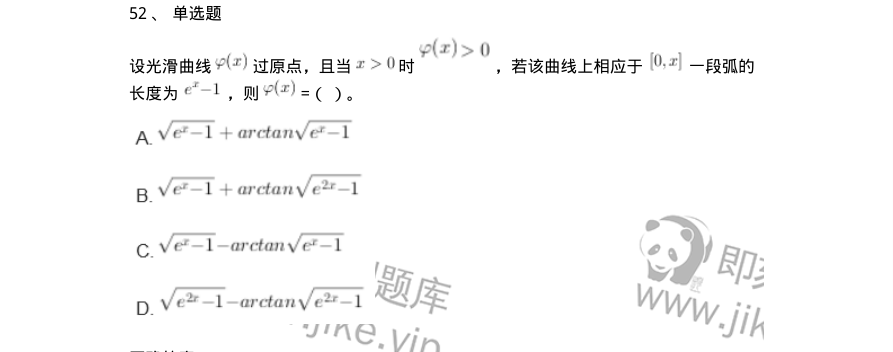 52 、 单选题
设光滑曲线 φ(x) 过原点，且当 x > 0 时 φ(x) > 0 ，若该曲线上相应于 [0, x] 一段弧的
长度为 e^x−1 ，则 φ(x) = ( )。
A. √(e^x−1) + arctan√(e^x−1)
B. √(e^x−1) + arctan√(e^{2x}−1)
C. √(e^x−1)−arctan√(e^x−1)
D. √(e^{2x}−1)−arctan√(e^{2x}−1)
题库
jike.vip
即
www.jik